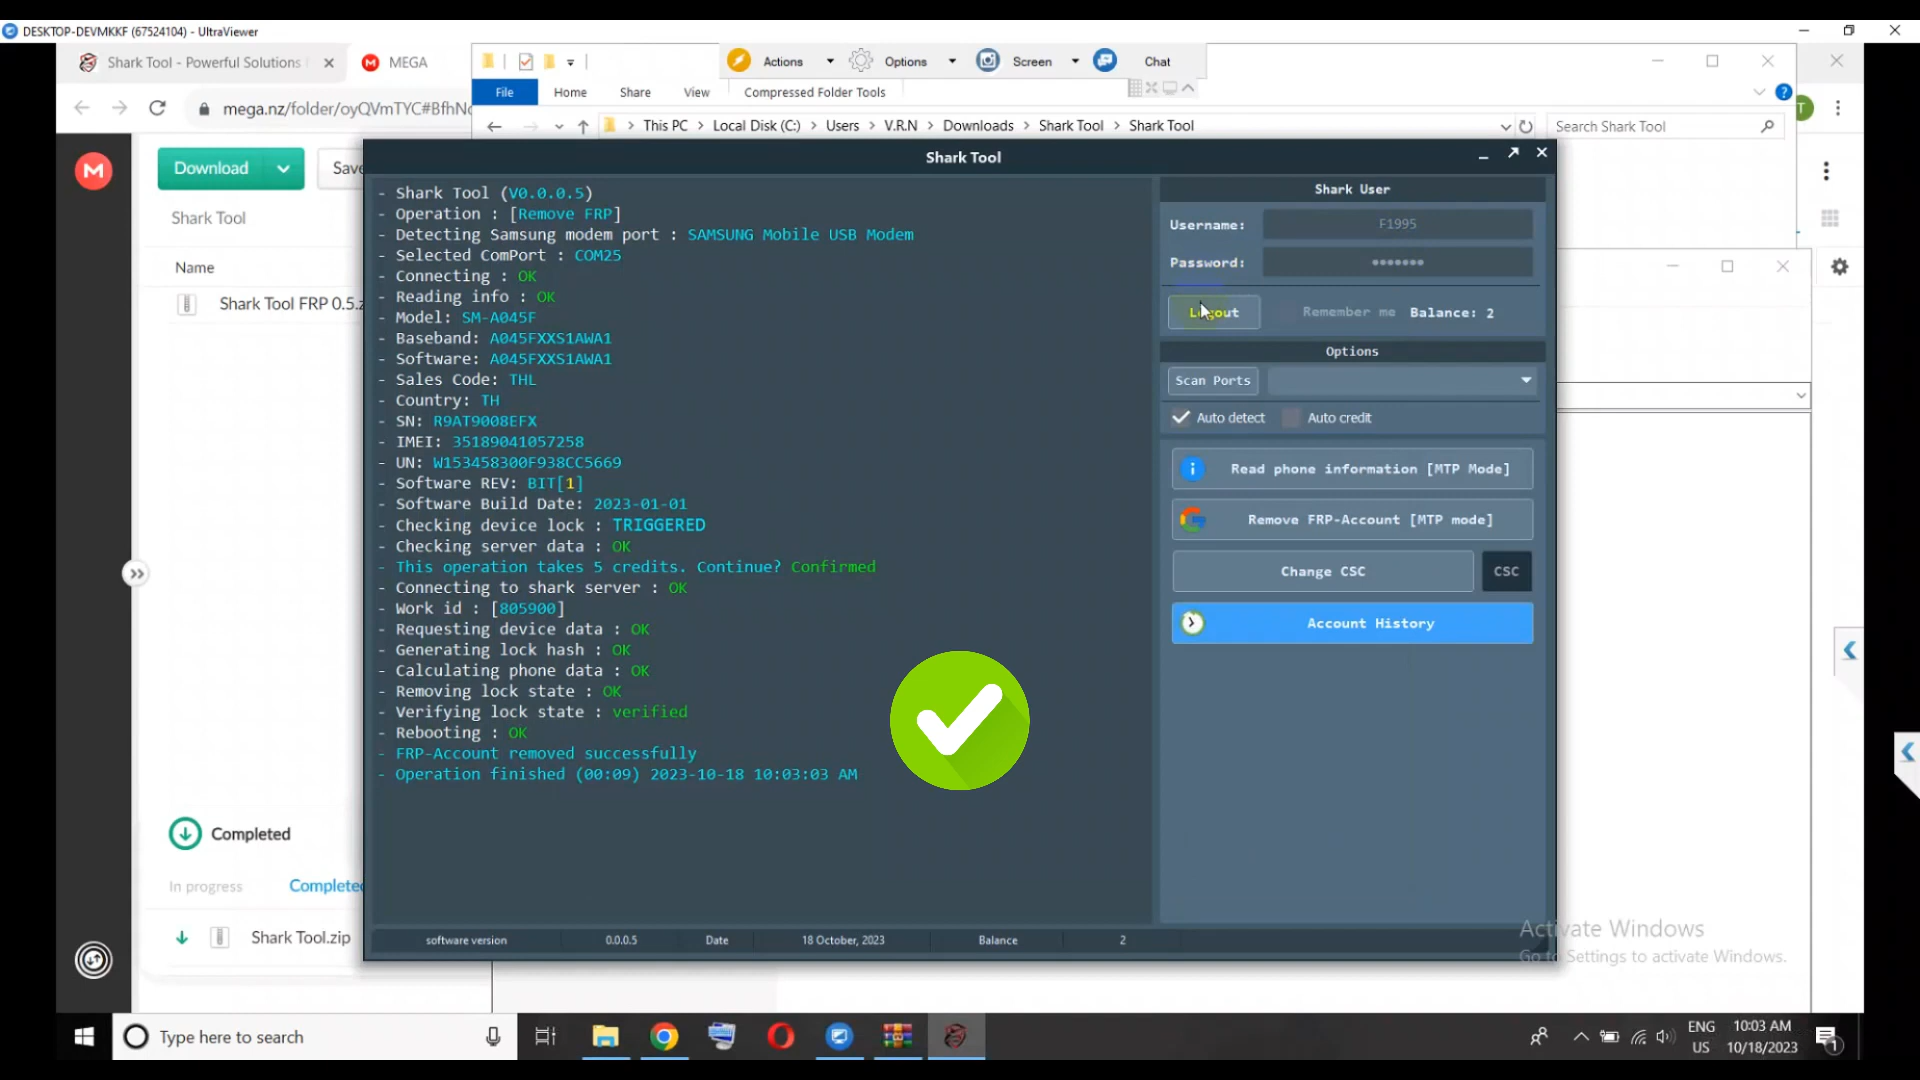 DESKTOP-DEVMKKF (67524104) - UltraViewer
Shark Tool - Powerful Solutions
MEGA
Actions
Options
Screen
Chat
File
Home
Share
View
Compressed Folder Tools
mega.nz/folder/oyQVmTYC#BfhN
This PC > Local Disk (C:) > Users > V.R.N > Downloads > Shark Tool > Shark Tool
Search Shark Tool
T
Download
Shark Tool
Name
Shark Tool FRP 0.5.
Completed
In progress
Completed
Shark Tool.zip
Shark Tool
- Shark Tool (V0.0.0.5)
- Operation : [Remove FRP]
- Detecting Samsung modem port : SAMSUNG Mobile USB Modem
- Selected ComPort : COM25
- Connecting : OK
- Reading info : OK
- Model: SM-A045F
- Baseband: A045FXXS1AWA1
- Software: A045FXXS1AWA1
- Sales Code: THL
- Country: TH
- SN: R9AT9008EFX
- IMEI: 35189041057258
- UN: W153458300F938CC5669
- Software REV: BIT[1]
- Software Build Date: 2023-01-01
- Checking device lock : TRIGGERED
- Checking server data : OK
- This operation takes 5 credits. Continue? Confirmed
- Connecting to shark server : OK
- Work id : [805900]
- Requesting device data : OK
- Generating lock hash : OK
- Calculating phone data : OK
- Removing lock state : OK
- Verifying lock state : verified
- Rebooting : OK
- FRP-Account removed successfully
- Operation finished (00:09) 2023-10-18 10:03:03 AM
Shark User
Username: F1995
Password:
Logout
Remember me
Balance: 2
Options
Scan Ports
Auto detect
Auto credit
Read phone information [MTP Mode]
Remove FRP-Account [MTP mode]
Change CSC
CSC
Account History
software version 0.0.0.5 Date 18 October, 2023 Balance 2
Activate Windows
Go to Settings to activate Windows.
Type here to search
ENG
US
10:03 AM
10/18/2023
1